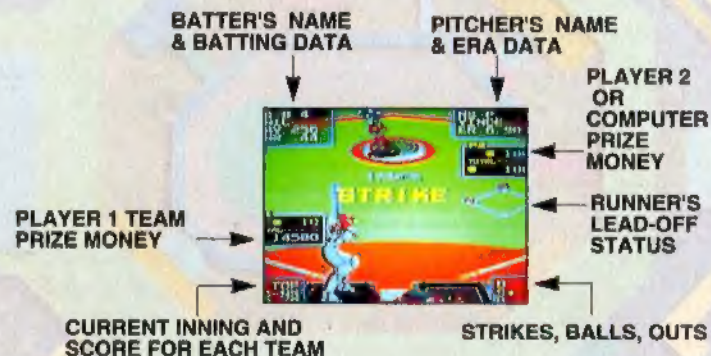 BATTER'S NAME
& BATTING DATA
PITCHER'S NAME
& ERA DATA
PLAYER 2
OR
COMPUTER
PRIZE
MONEY
STRIKE
RUNNER'S
LEAD-OFF
STATUS
PLAYER 1 TEAM
PRIZE MONEY
14500
CURRENT INNING AND
SCORE FOR EACH TEAM
STRIKES, BALLS, OUTS